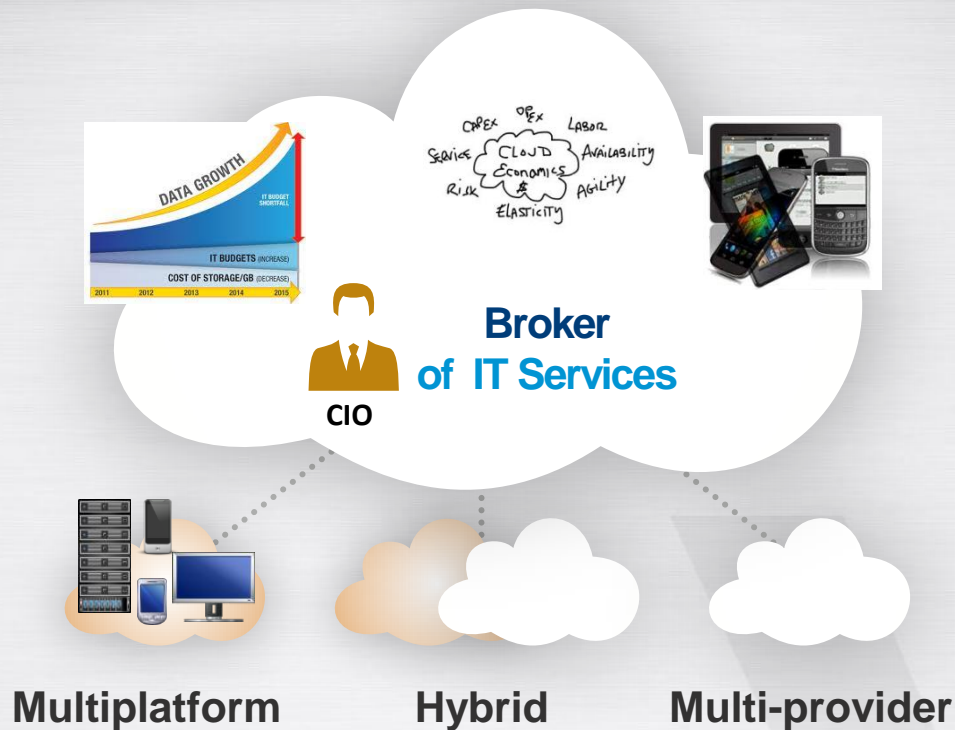 DATA GROWTH
IT BUDGET
SHORTFALL
IT BUDGETS (INCREASE)
COST OF STORAGE/GB (DECREASE)
2011 2012 2013 2014 2015
CAPEX OPEX LABOR
SERVICE CLOUD AVAILABILITY
ECONOMICS
RISK $ AGILITY
ELASTICITY
Broker
of IT Services
CIO
Multiplatform Hybrid Multi-provider